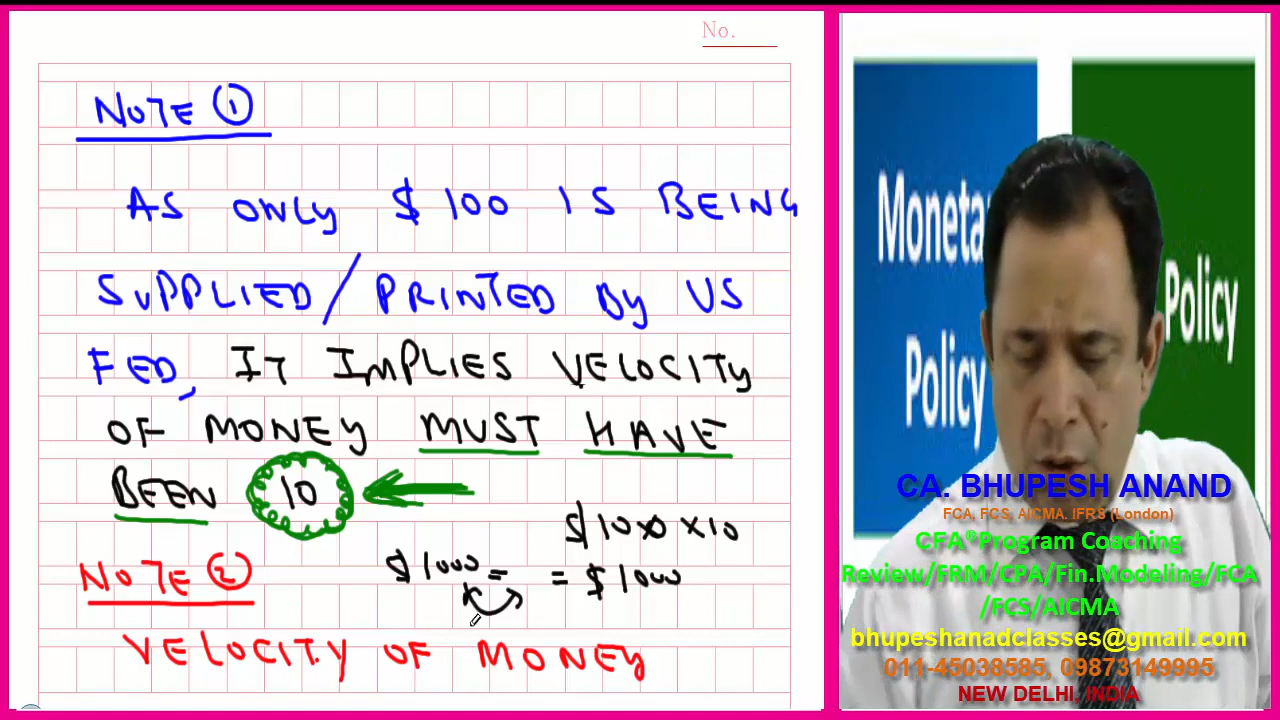 No.
NOTE ①
AS ONLY $ 100 IS BEING
SUPPLIED/PRINTED BY US
FED, IT IMPLIES VELOCITY
OF MONEY MUST HAVE
BEEN 10
$100 ×10
$1000 = = $1000
NOTE ②
VELOCITY OF MONEY
Moneta
Policy
Policy
CA. BHUPESH ANAND
FCA, FCS, AICMA. IFRS (London)
CFA®Program Coaching
Review/FRM/CPA/Fin.Modeling/FCA
/FCS/AICMA
bhupeshanadclasses@gmail.com
011-45038585, 09873149995
NEW DELHI, INDIA